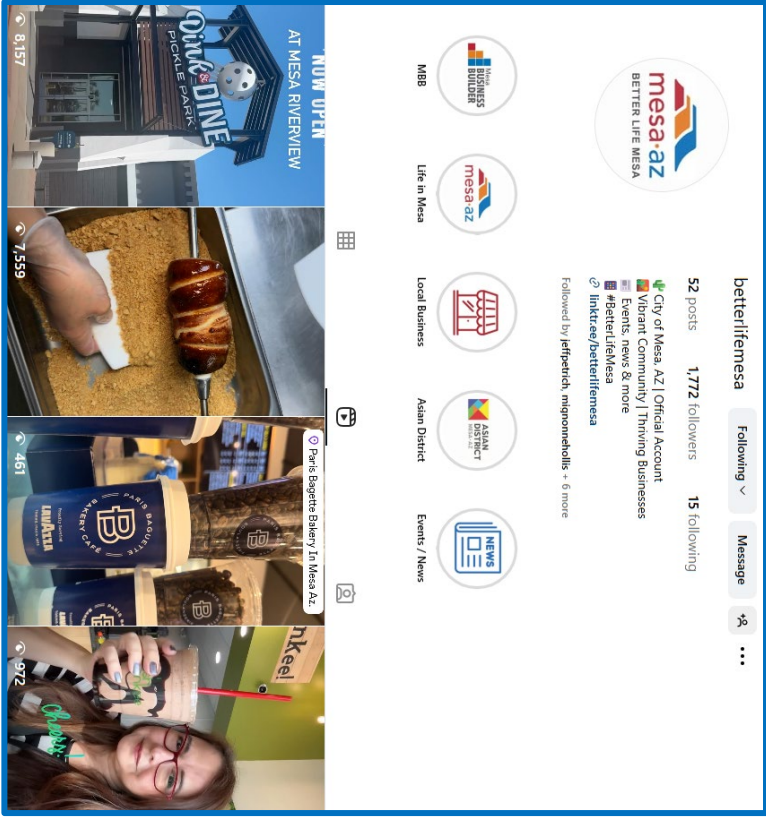 betterlifemesa
Following
Message
52 posts
1,772 followers
15 following
City of Mesa, AZ | Official Account
Vibrant Community | Thriving Businesses
Events, news & more
#BetterLifeMesa
linktr.ee/betterlifemesa
Followed by jeffpetrich, mignonnehollis + 6 more
mesa·az
BETTER LIFE MESA
Mesa
BUSINESS
BUILDER
mesa·az
ASIAN
DISTRICT
MESA·AZ
NEWS
MBB
Life in Mesa
Local Business
Asian District
Events / News
NOW OPEN
AT MESA RIVERVIEW
Dink & DINE
PICKLE PARK
8,157
7,559
Paris Bagette Bakery In Mesa Az.
PARIS BAGUETTE
BAKERY CAFÉ
LAVAZZA
461
nkee!
Cheers!
972